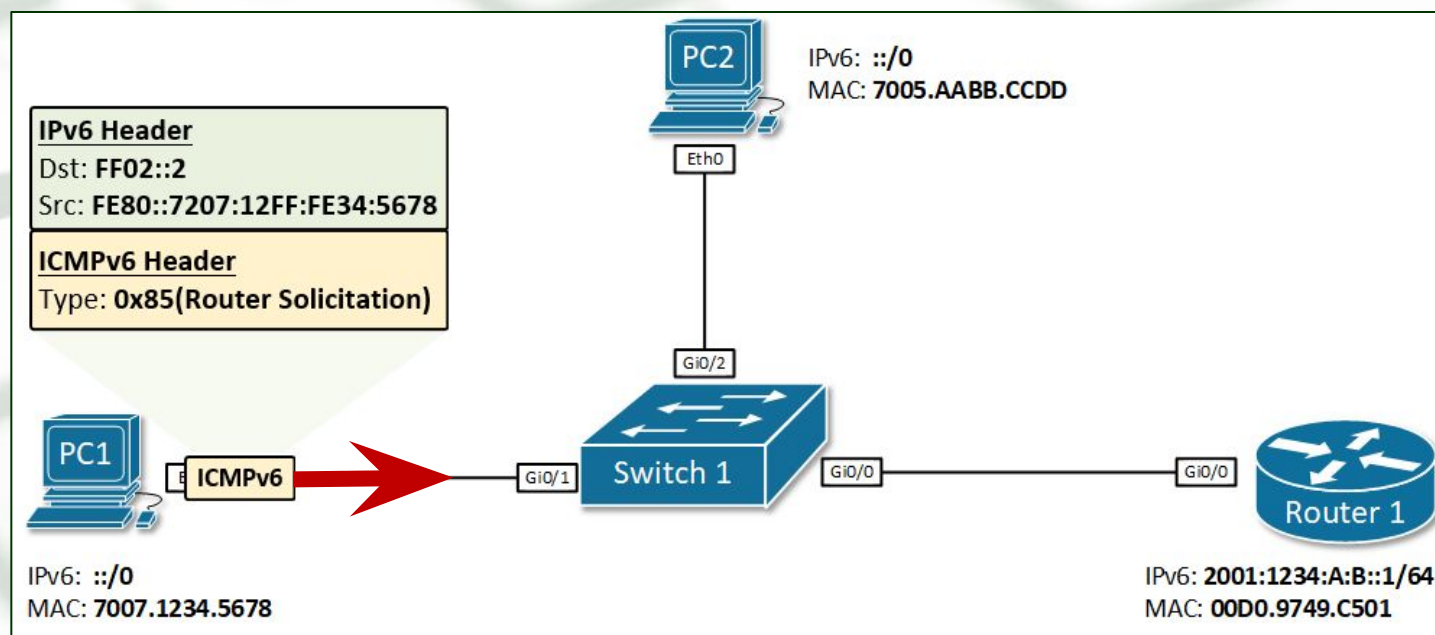 PC2
IPv6: ::/0
MAC: 7005.AABB.CCDD
Eth0
IPv6 Header
Dst: FF02::2
Src: FE80::7207:12FF:FE34:5678
ICMPv6 Header
Type: 0x85(Router Solicitation)
Gi0/2
PC1
ICMPv6
Gi0/1
Switch 1
Gi0/0
Gi0/0
Router 1
IPv6: ::/0
MAC: 7007.1234.5678
IPv6: 2001:1234:A:B::1/64
MAC: 00D0.9749.C501